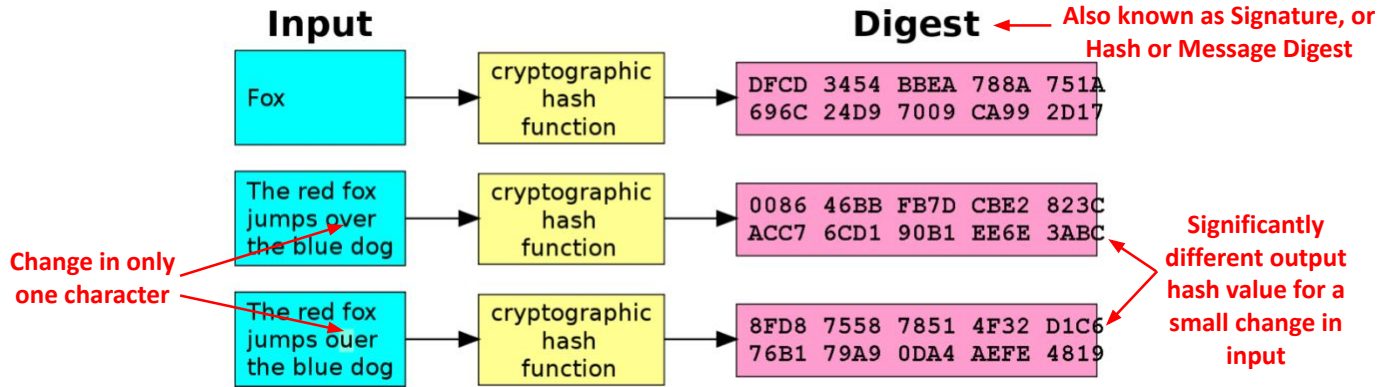 Input
Digest
Also known as Signature, or
Hash or Message Digest
Fox
cryptographic
hash
function
DFCD 3454 BBEA 788A 751A
696C 24D9 7009 CA99 2D17
The red fox
jumps over
the blue dog
cryptographic
hash
function
0086 46BB FB7D CBE2 823C
ACC7 6CD1 90B1 EE6E 3ABC
Change in only
one character
Significantly
different output
hash value for a
small change in
input
The red fox
jumps ouer
the blue dog
cryptographic
hash
function
8FD8 7558 7851 4F32 D1C6
76B1 79A9 0DA4 AEFE 4819